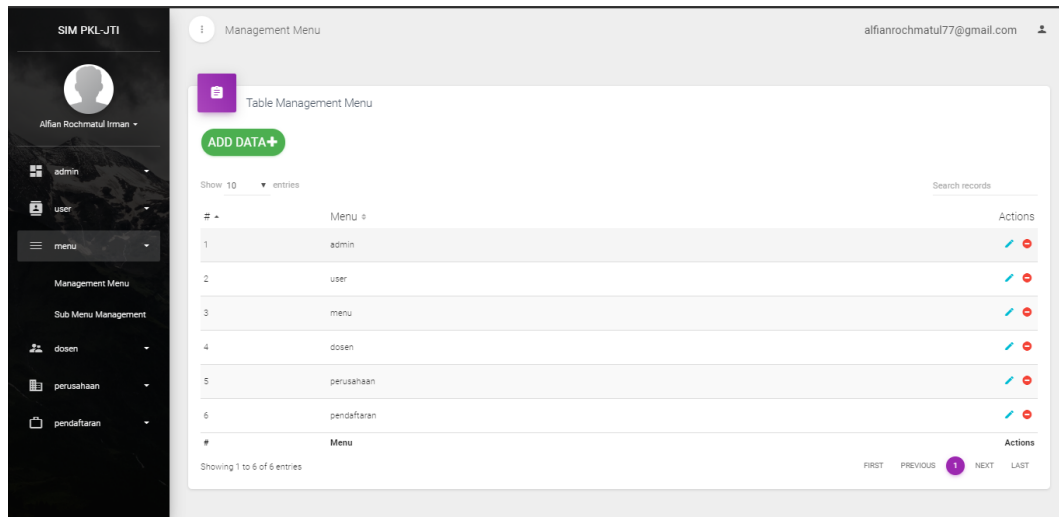 SIM PKL-JTI
Alfian Rochmatul Irman
admin
user
menu
Management Menu
Sub Menu Management
dosen
perusahaan
pendaftaran
Management Menu
alfianrochmatul77@gmail.com
Table Management Menu
ADD DATA+
Show 10 entries
Search records
# Menu Actions
1 admin
2 user
3 menu
4 dosen
5 perusahaan
6 pendaftaran
# Menu Actions
Showing 1 to 6 of 6 entries
FIRST PREVIOUS 1 NEXT LAST